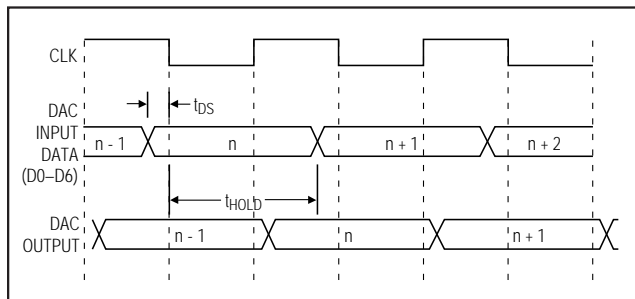 CLK
DAC
INPUT
DATA
(D0–D6)
tDS
n - 1
n
n + 1
n + 2
tHOLD
DAC
OUTPUT
n - 1
n
n + 1